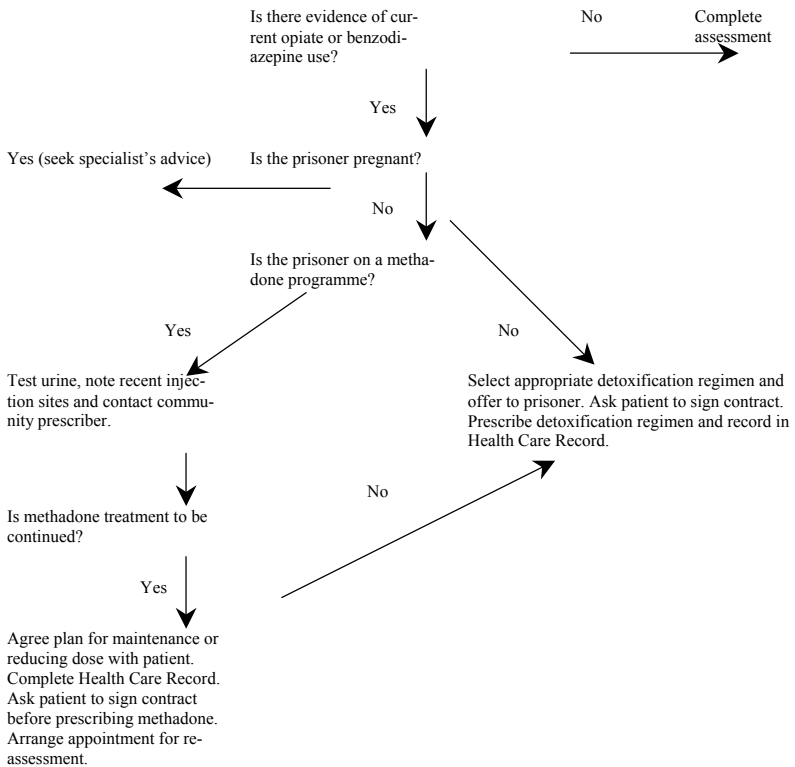 Is there evidence of cur-
rent opiate or benzodi-
azepine use?
No
Complete
assessment
Yes
Yes (seek specialist's advice)
Is the prisoner pregnant?
No
Is the prisoner on a metha-
done programme?
Yes
No
Test urine, note recent injec-
tion sites and contact commu-
nity prescriber.
Select appropriate detoxification regimen and
offer to prisoner. Ask patient to sign contract.
Prescribe detoxification regimen and record in
Health Care Record.
No
Is methadone treatment to be
continued?
Yes
Agree plan for maintenance or
reducing dose with patient.
Complete Health Care Record.
Ask patient to sign contract
before prescribing methadone.
Arrange appointment for re-
assessment.